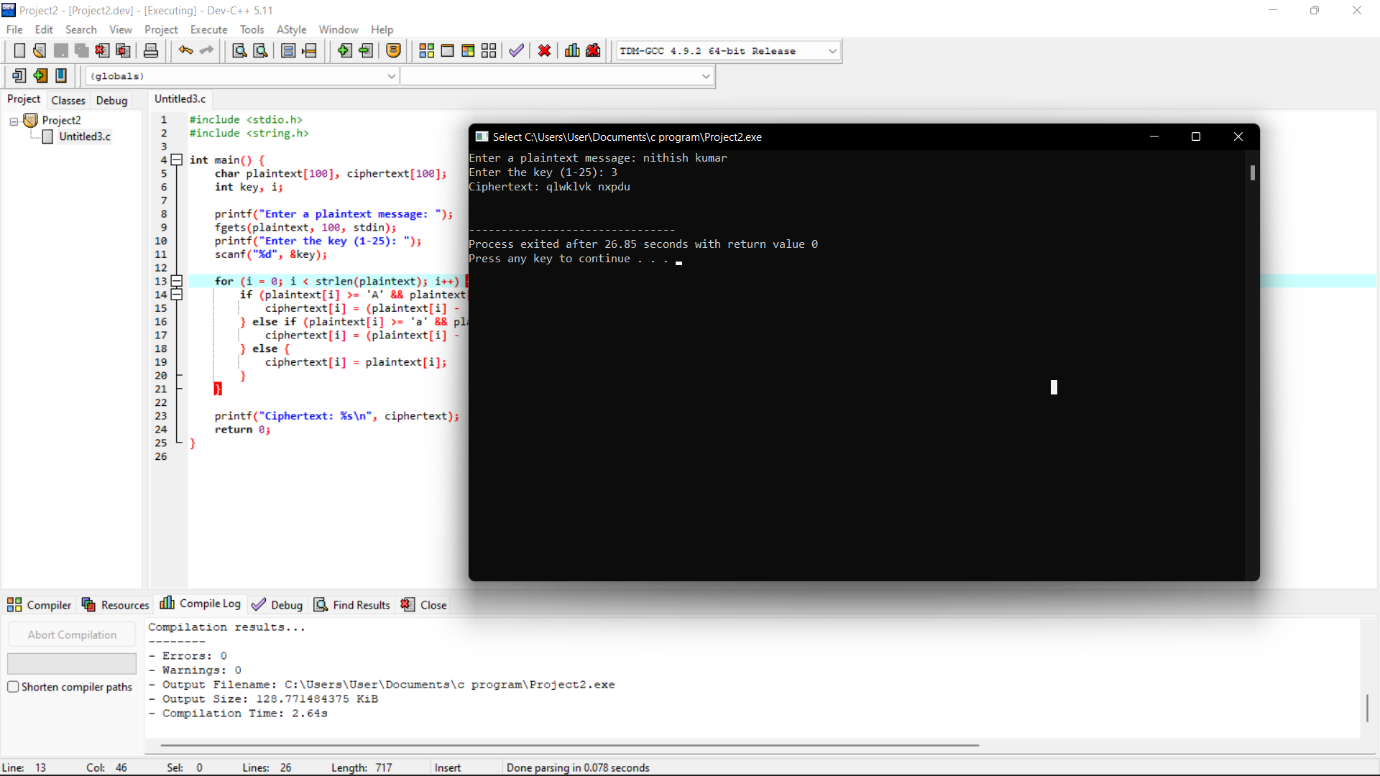 Project2 - [Project2.dev] - [Executing] - Dev-C++ 5.11
File Edit Search View Project Execute Tools AStyle Window Help
TDM-GCC 4.9.2 64-bit Release
(globals)
Project Classes Debug
Project2
Untitled3.c
Untitled3.c
1 #include <stdio.h>
2 #include <string.h>
3
4 int main() {
5 char plaintext[100], ciphertext[100];
6 int key, i;
7
8 printf("Enter a plaintext message: ");
9 fgets(plaintext, 100, stdin);
10 printf("Enter the key (1-25): ");
11 scanf("%d", &key);
12
13 for (i = 0; i < strlen(plaintext); i++)
14 if (plaintext[i] >= 'A' && plaintext
15 ciphertext[i] = (plaintext[i] -
16 } else if (plaintext[i] >= 'a' && pl
17 ciphertext[i] = (plaintext[i] -
18 } else {
19 ciphertext[i] = plaintext[i];
20 }
21 }
22
23 printf("Ciphertext: %s\n", ciphertext);
24 return 0;
25 }
26
Select C:\Users\User\Documents\c program\Project2.exe
Enter a plaintext message: nithish kumar
Enter the key (1-25): 3
Ciphertext: qlwklvk nxpdu
--------------------------------
Process exited after 26.85 seconds with return value 0
Press any key to continue . . .
Compiler Resources Compile Log Debug Find Results Close
Abort Compilation
Shorten compiler paths
Compilation results...
--------
- Errors: 0
- Warnings: 0
- Output Filename: C:\Users\User\Documents\c program\Project2.exe
- Output Size: 128.771484375 KiB
- Compilation Time: 2.64s
Line: 13 Col: 46 Sel: 0 Lines: 26 Length: 717 Insert Done parsing in 0.078 seconds